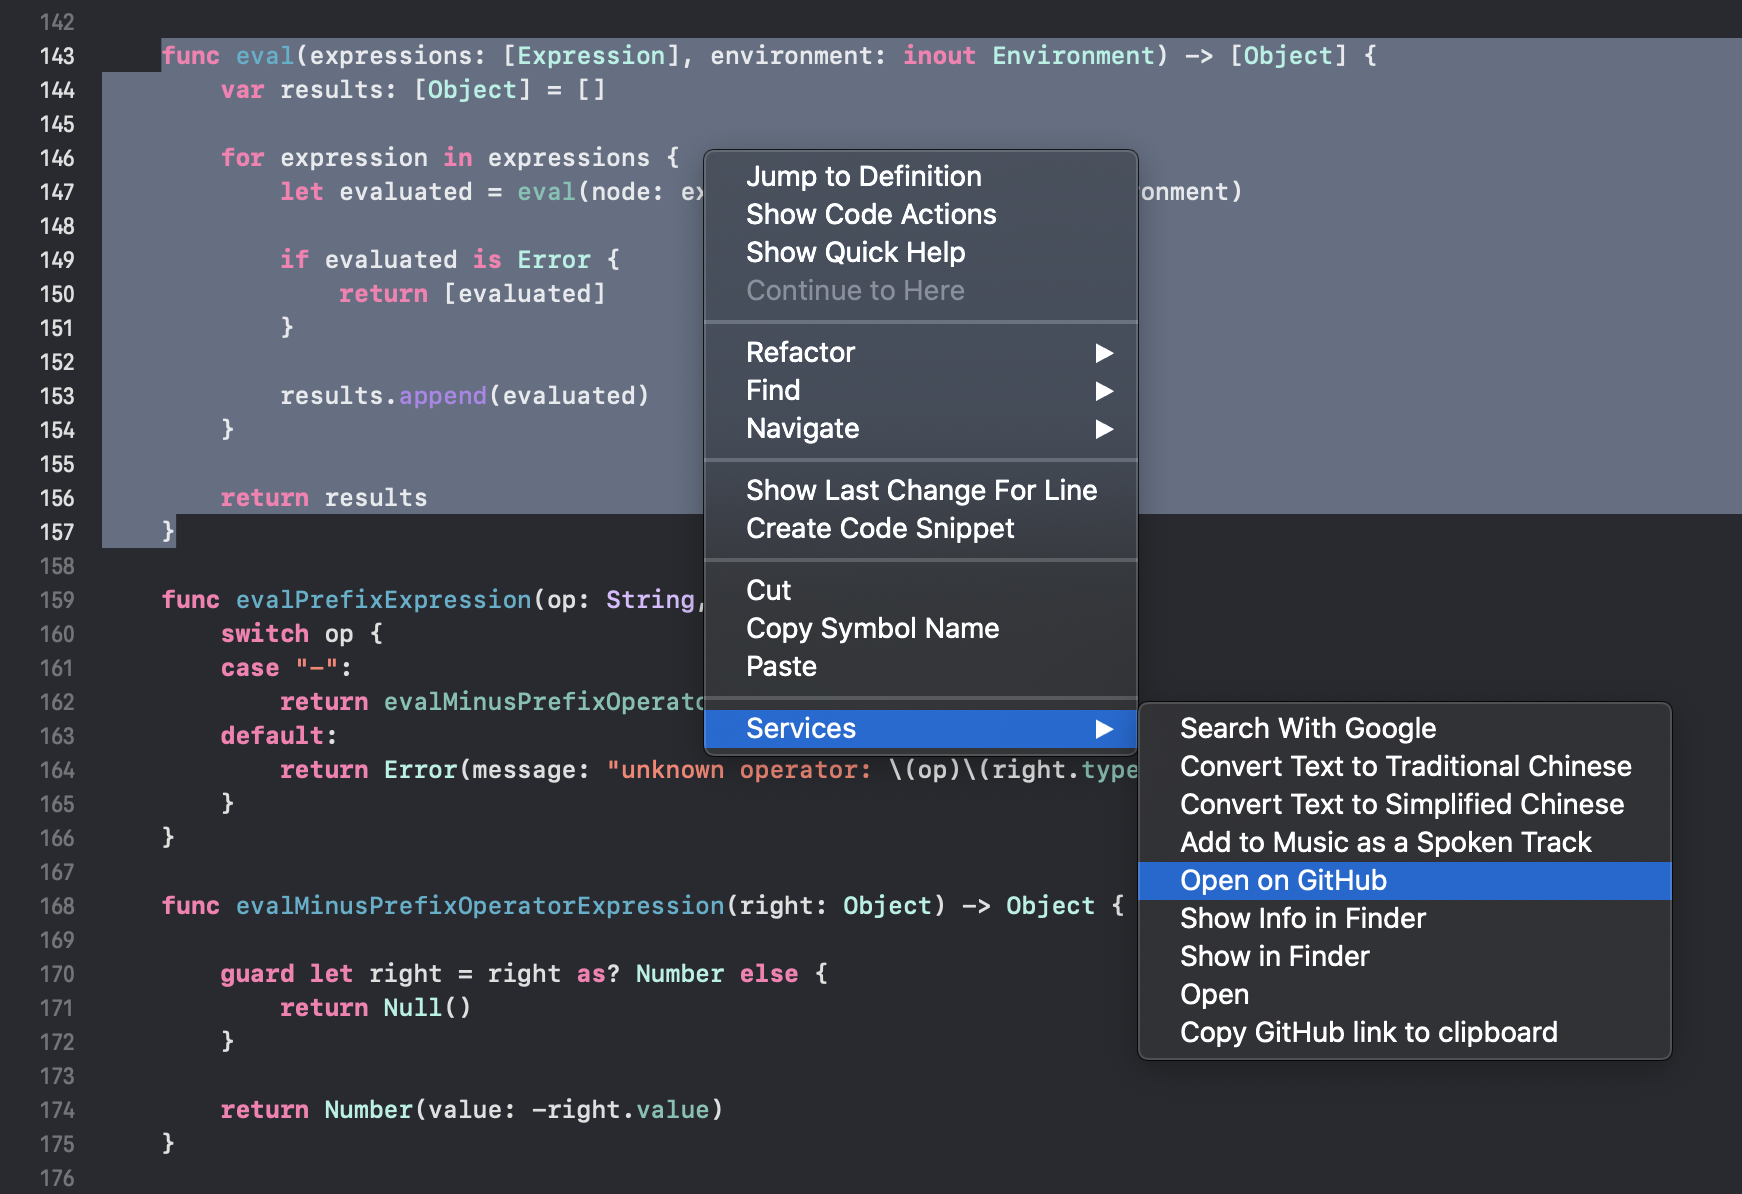 142
143 func eval(expressions: [Expression], environment: inout Environment) -> [Object] {
144 var results: [Object] = []
145
146 for expression in expressions {
147 let evaluated = eval(node: ex onment)
148
149 if evaluated is Error {
150 return [evaluated]
151 }
152
153 results.append(evaluated)
154 }
155
156 return results
157 }
158
159 func evalPrefixExpression(op: String,
160 switch op {
161 case "-":
162 return evalMinusPrefixOperato
163 default:
164 return Error(message: "unknown operator: \(op)\(right.type
165 }
166 }
167
168 func evalMinusPrefixOperatorExpression(right: Object) -> Object {
169
170 guard let right = right as? Number else {
171 return Null()
172 }
173
174 return Number(value: -right.value)
175 }
176
Jump to Definition
Show Code Actions
Show Quick Help
Continue to Here
Refactor
Find
Navigate
Show Last Change For Line
Create Code Snippet
Cut
Copy Symbol Name
Paste
Services
Search With Google
Convert Text to Traditional Chinese
Convert Text to Simplified Chinese
Add to Music as a Spoken Track
Open on GitHub
Show Info in Finder
Show in Finder
Open
Copy GitHub link to clipboard